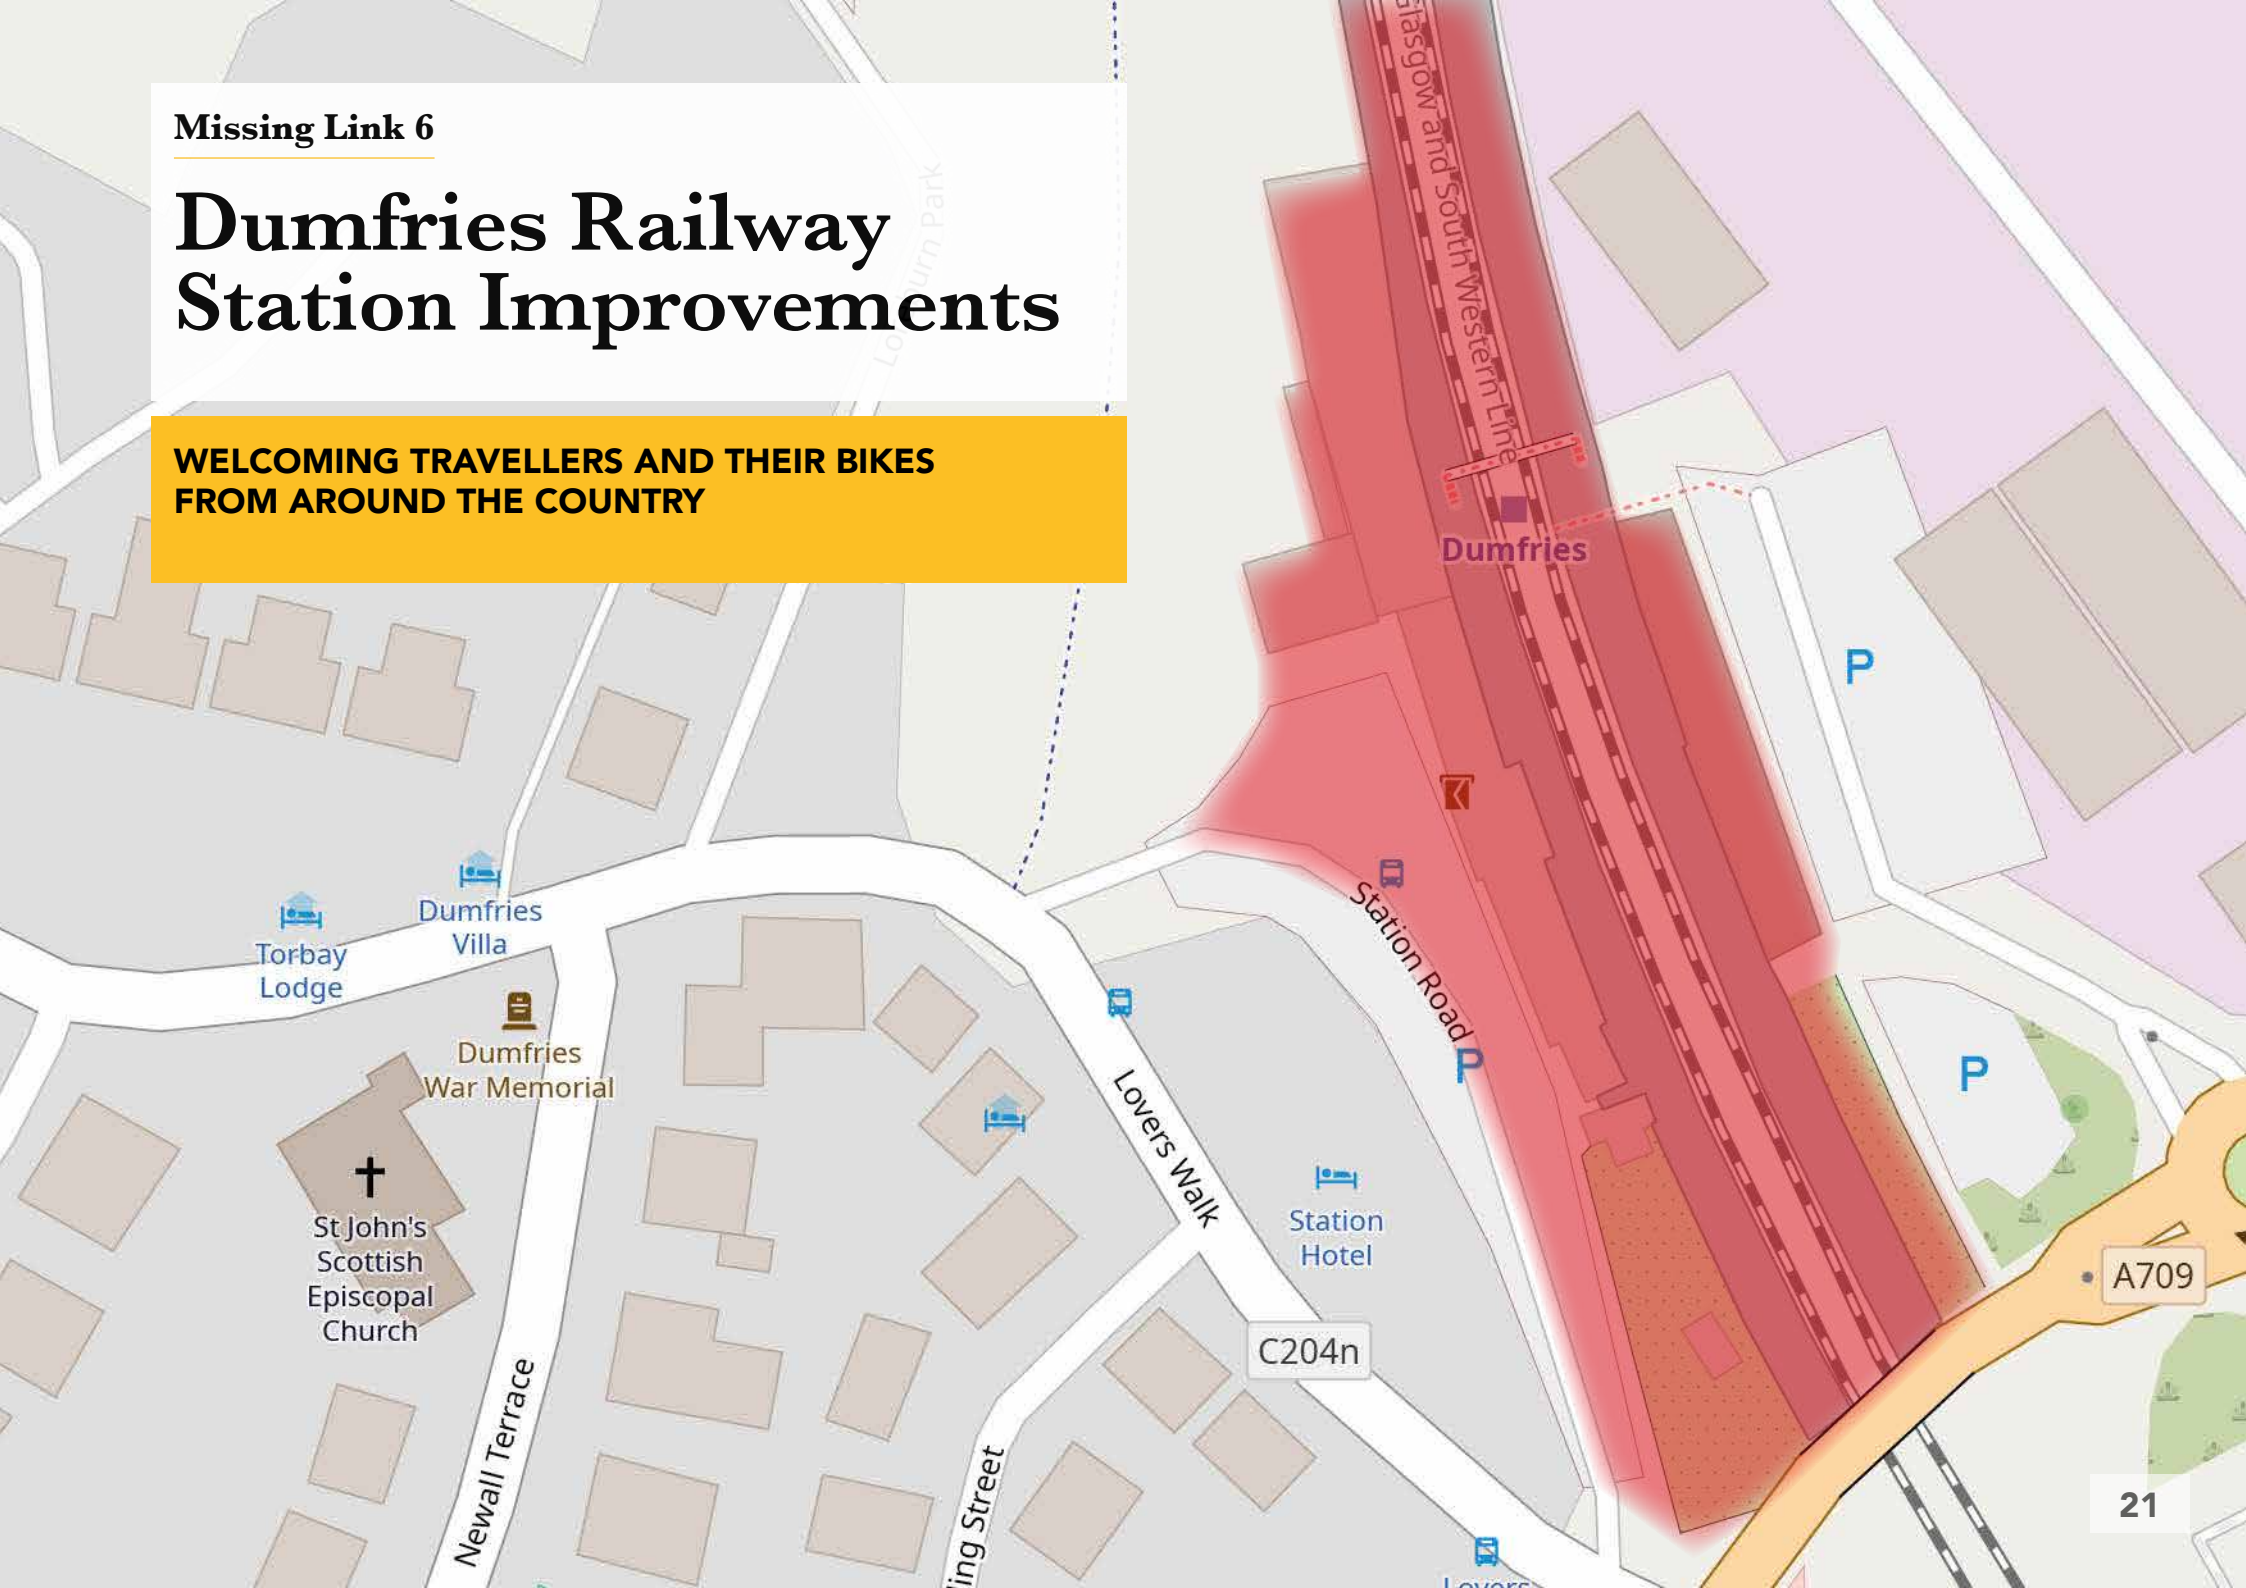 Missing Link 6
Dumfries Railway
Station Improvements
WELCOMING TRAVELLERS AND THEIR BIKES
FROM AROUND THE COUNTRY
Glasgow and South Western Line
Dumfries
P
Dumfries
Villa
Torbay
Lodge
Dumfries
War Memorial
Station Road
P
P
Lovers Walk
St John's
Scottish
Episcopal
Church
Station
Hotel
A709
C204n
Newall Terrace
ing Street
Lovers
21